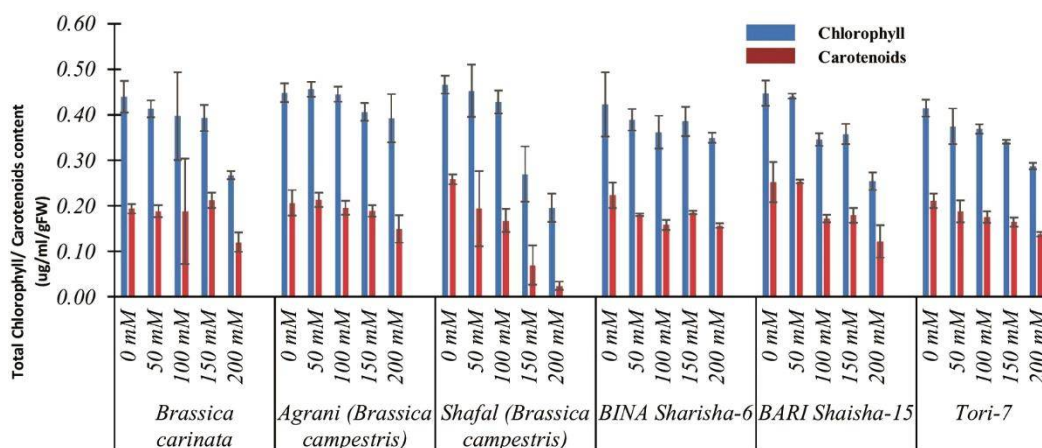 Total Chlorophyll/ Carotenoids content
(ug/ml/gFW)
0.60
0.50
0.40
0.30
0.20
0.10
0.00
Chlorophyll
Carotenoids
0 mM
50 mM
100 mM
150 mM
200 mM
0 mM
50 mM
100 mM
150 mM
200 mM
0 mM
50 mM
100 mM
150 mM
200 mM
0 mM
50 mM
100 mM
150 mM
200 mM
0 mM
50 mM
100 mM
150 mM
200 mM
0 mM
50 mM
100 mM
150 mM
200 mM
Brassica
carinata
Agrani (Brassica
campestris)
Shafal (Brassica
campestris)
BINA Sharisha-6
BARI Shaisha-15
Tori-7